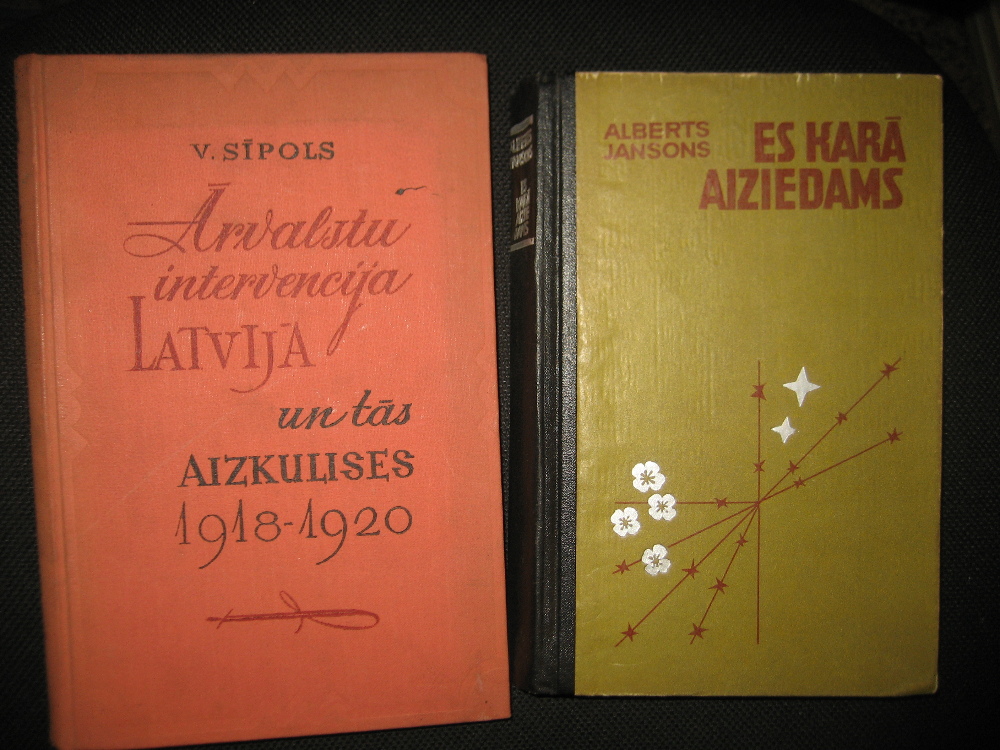 V. SĪPOLS
Ārvalstu
intervencija
LATVIJĀ
un tās
AIZKULISES
1918-1920
ALBERTS
JANSONS
ES KARĀ
AIZIEDAMS